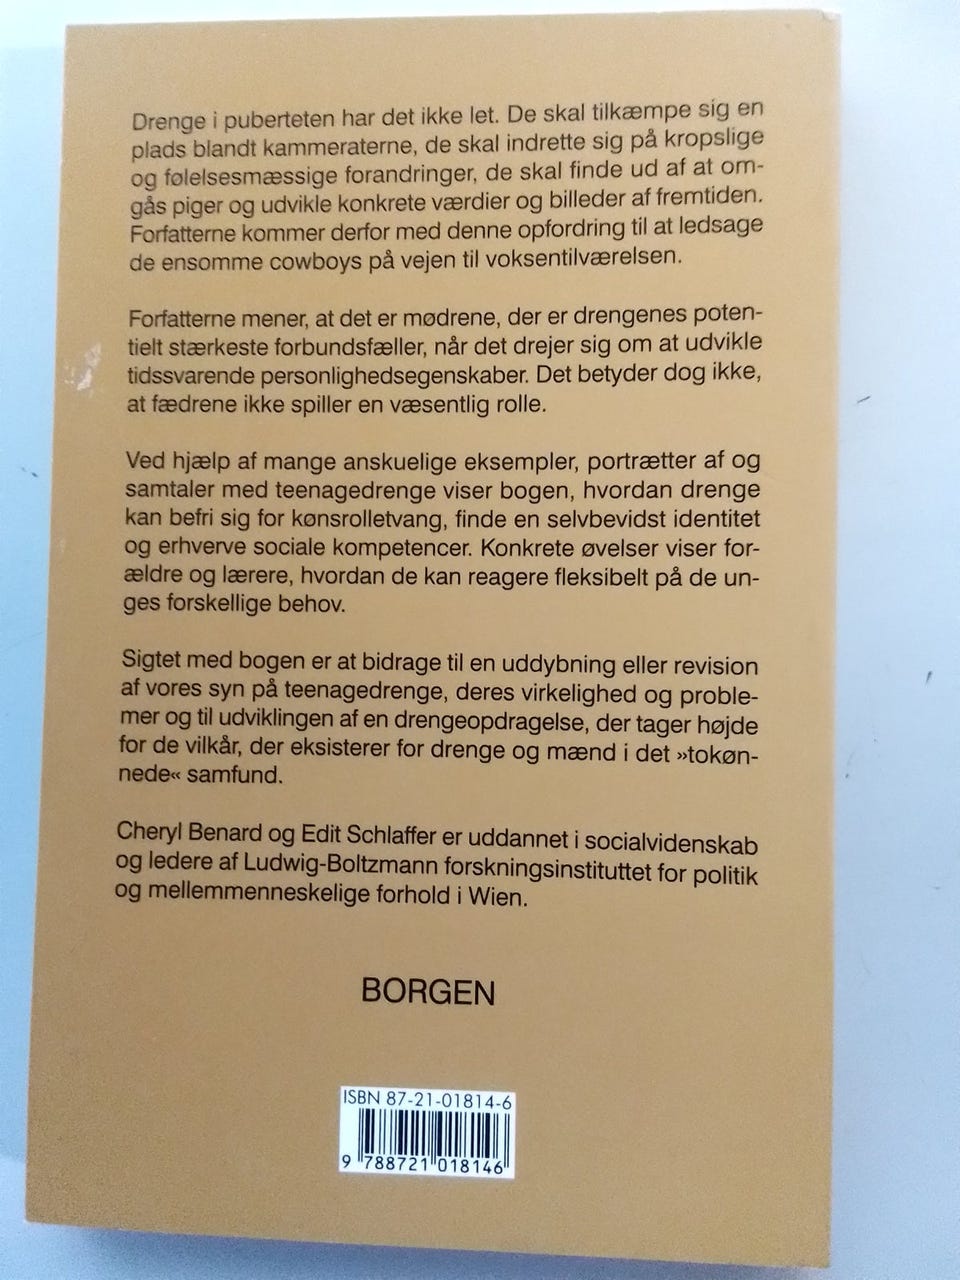 Drenge i puberteten har det ikke let. De skal tilkæmpe sig en
plads blandt kammeraterne, de skal indrette sig på kropslige
og følelsesmæssige forandringer, de skal finde ud af at om-
gås piger og udvikle konkrete værdier og billeder af fremtiden.
Forfatterne kommer derfor med denne opfordring til at ledsage
de ensomme cowboys på vejen til voksentilværelsen.
Forfatterne mener, at det er mødrene, der er drengenes poten-
tielt stærkeste forbundsfæller, når det drejer sig om at udvikle
tidssvarende personlighedsegenskaber. Det betyder dog ikke,
at fædrene ikke spiller en væsentlig rolle.
Ved hjælp af mange anskuelige eksempler, portrætter af og
samtaler med teenagedrenge viser bogen, hvordan drenge
kan befri sig for kønsrolletvang, finde en selvbevidst identitet
og erhverve sociale kompetencer. Konkrete øvelser viser for-
ældre og lærere, hvordan de kan reagere fleksibelt på de un-
ges forskellige behov.
Sigtet med bogen er at bidrage til en uddybning eller revision
af vores syn på teenagedrenge, deres virkelighed og proble-
mer og til udviklingen af en drengeopdragelse, der tager højde
for de vilkår, der eksisterer for drenge og mænd i det »tokøn-
nede« samfund.
Cheryl Benard og Edit Schlaffer er uddannet i socialvidenskab
og ledere af Ludwig-Boltzmann forskningsinstituttet for politik
og mellemmenneskelige forhold i Wien.
BORGEN
ISBN 87-21-01814-6
9 788721 018146